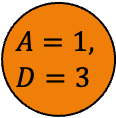 A = 1,
D = 3